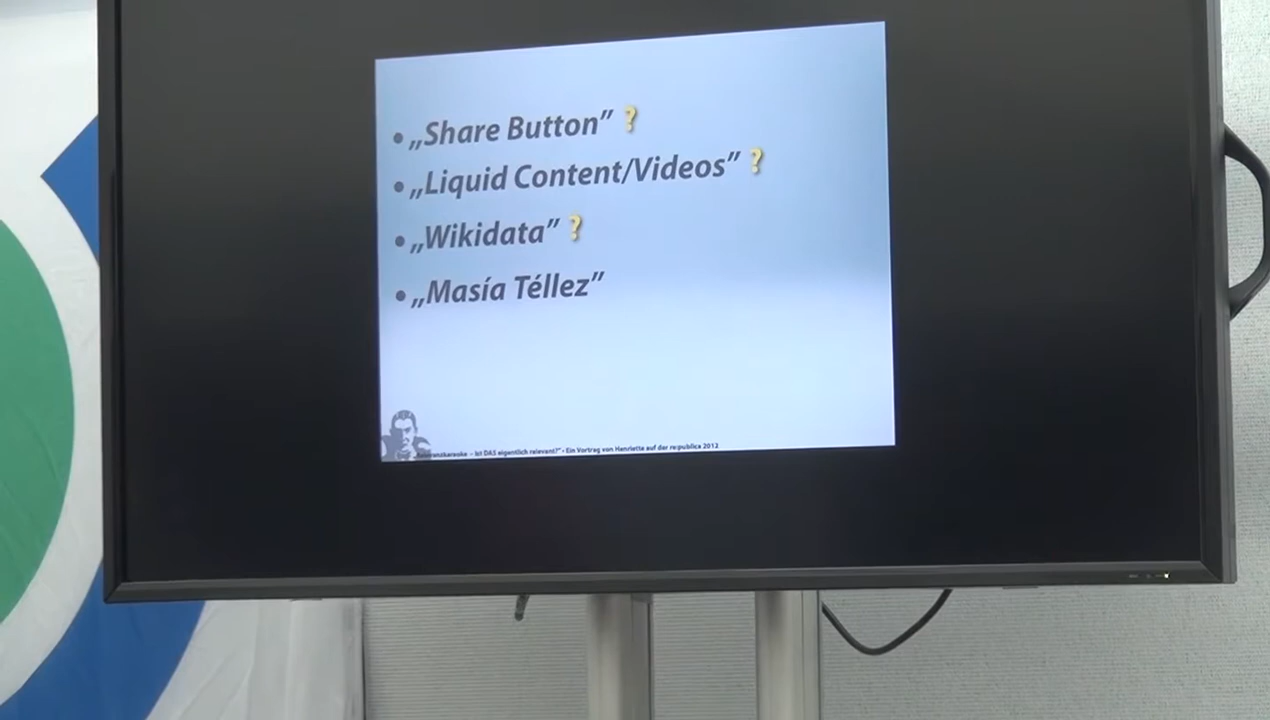 • „Share Button” ?
• „Liquid Content/Videos” ?
• „Wikidata” ?
• „Masía Téllez”
– Ist DAS eigentlich relevant?” • Ein Vortrag von Henriette auf der re:publica 2012